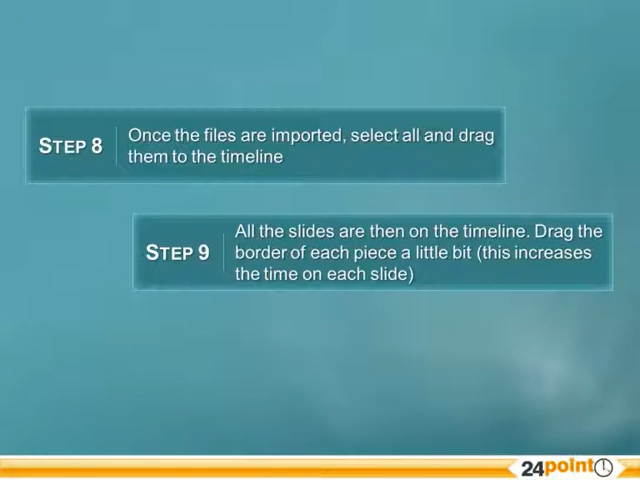 STEP 8
Once the files are imported, select all and drag
them to the timeline
STEP 9
All the slides are then on the timeline. Drag the
border of each piece a little bit (this increases
the time on each slide)
24point